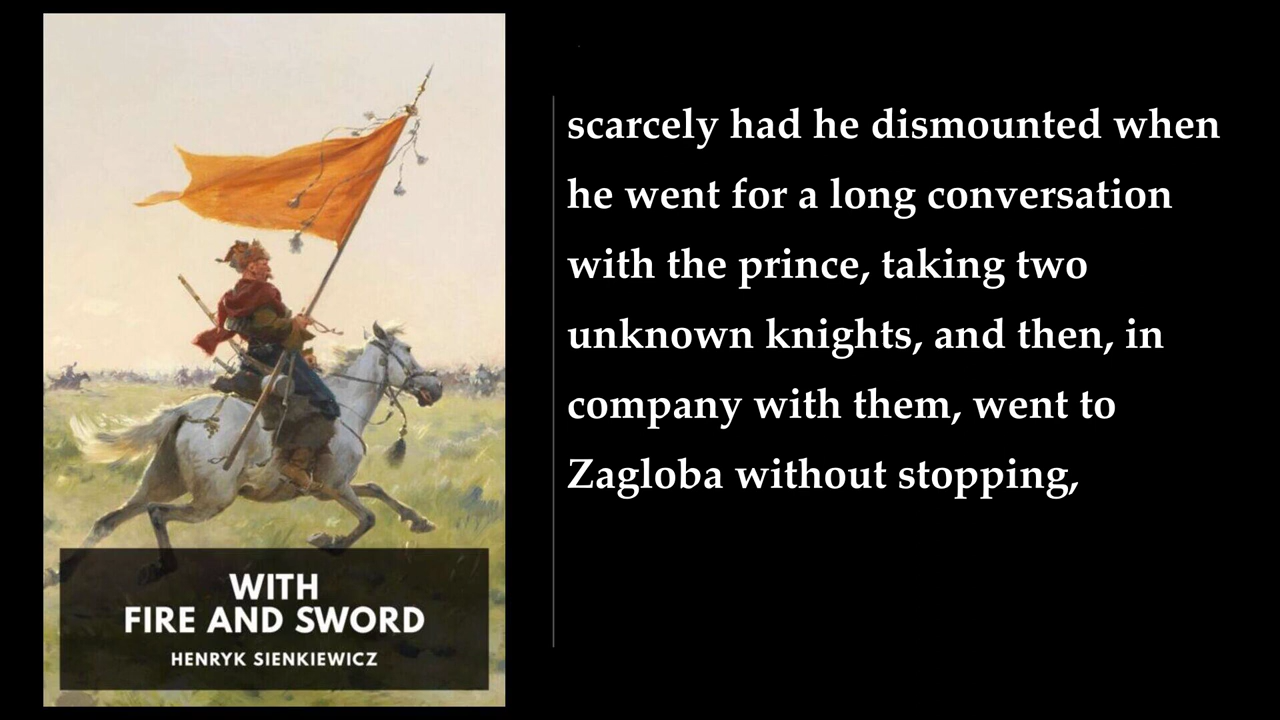 scarcely had he dismounted when
he went for a long conversation
with the prince, taking two
unknown knights, and then, in
company with them, went to
Zagloba without stopping,
WITH
FIRE AND SWORD
HENRYK SIENKIEWICZ